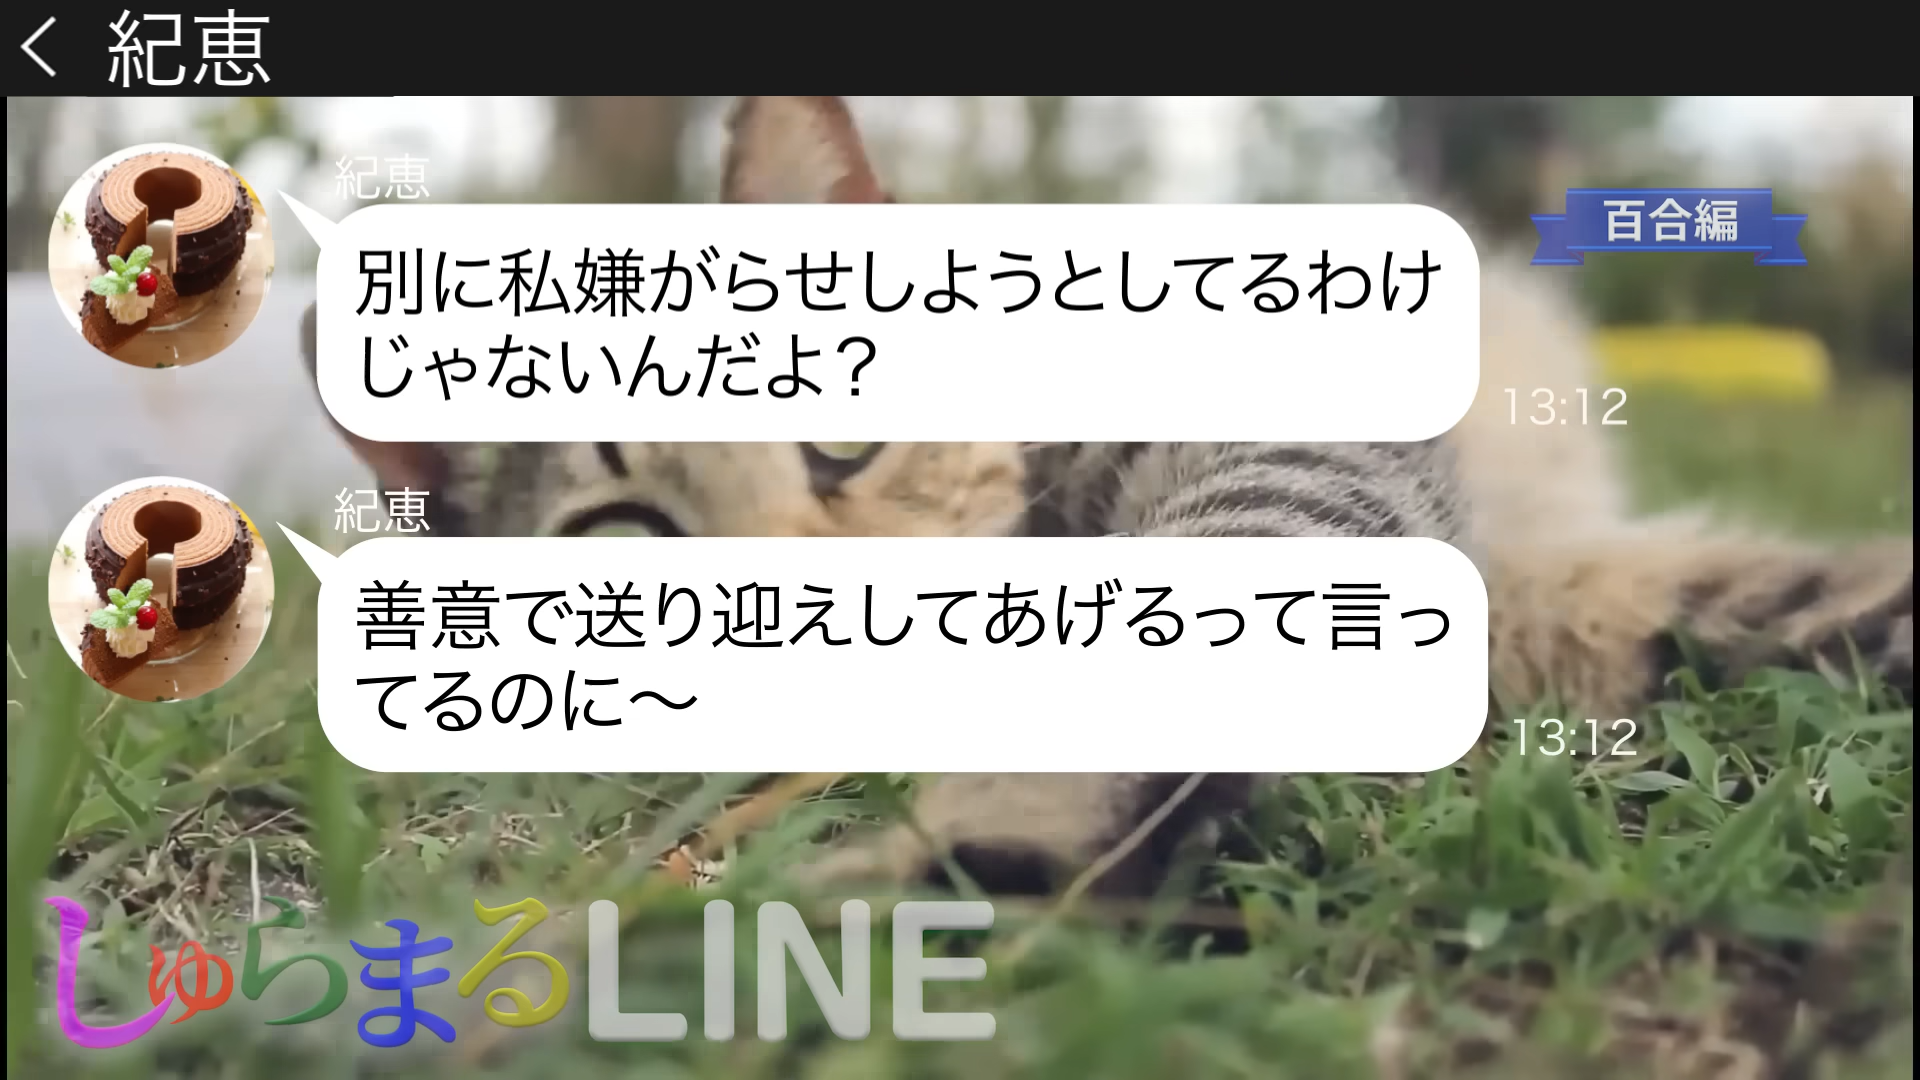 紀恵
紀恵
百合編
別に私嫌がらせしようとしてるわけ
じゃないんだよ？
13:12
紀恵
善意で送り迎えしてあげるって言っ
てるのに〜
13:12
しゅらまるLINE